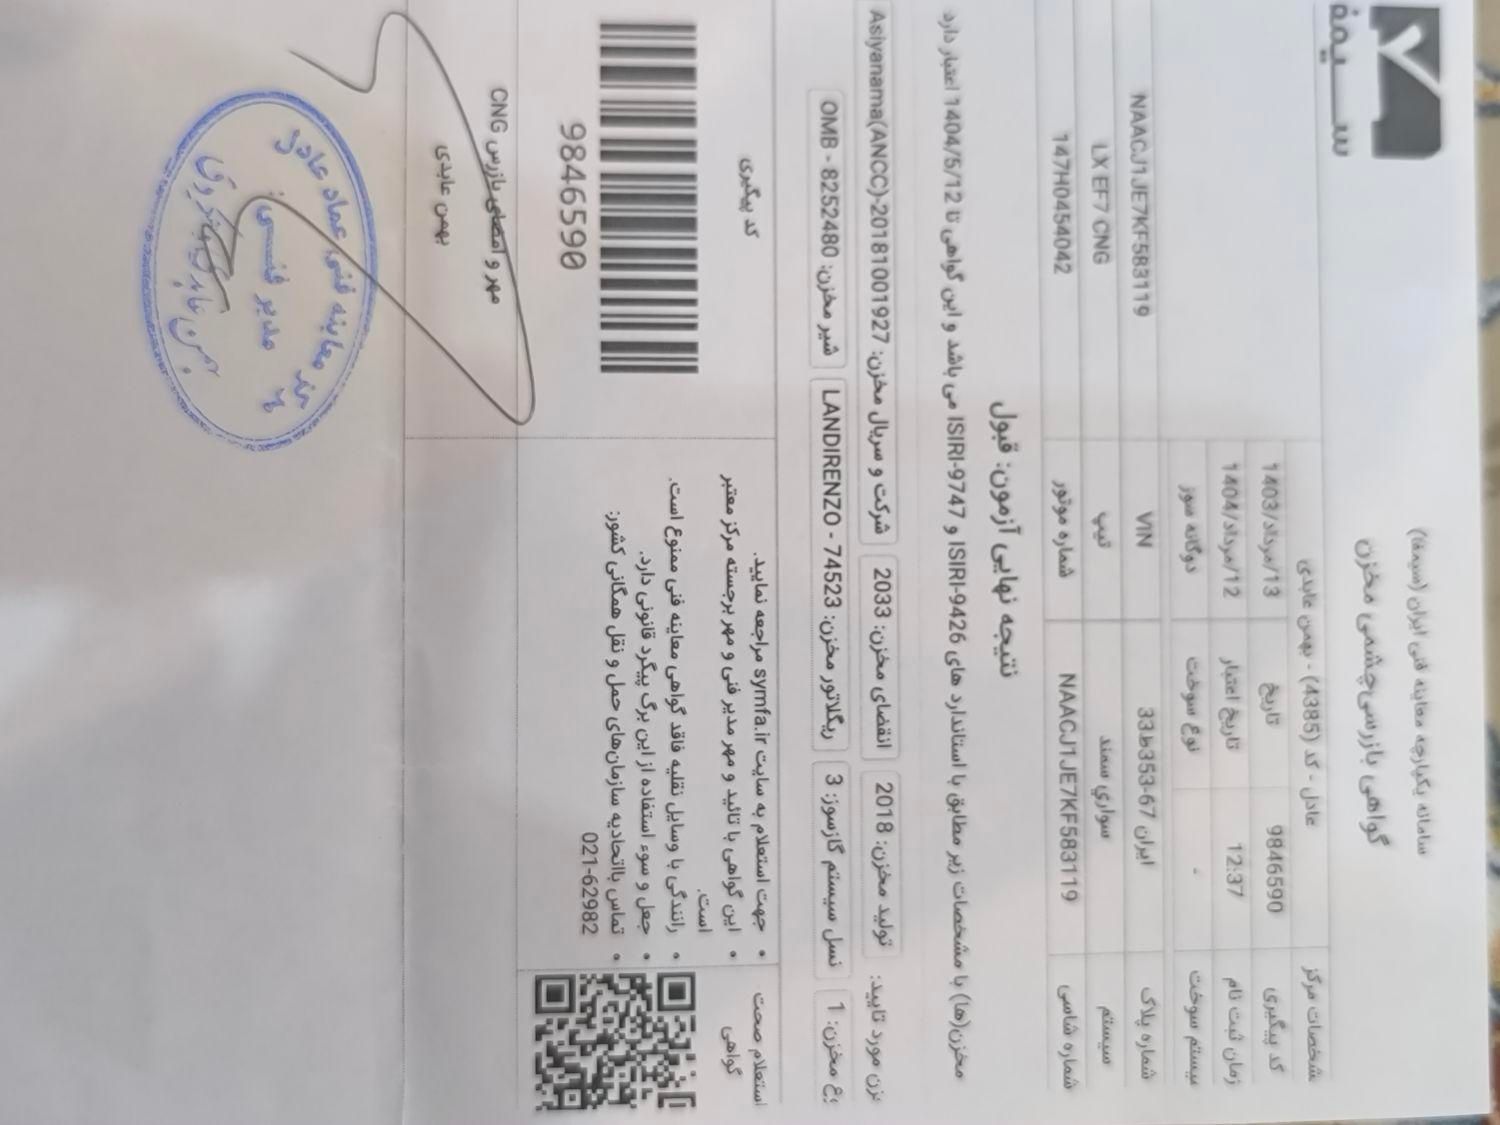 سامانه یکپارچه معاینه فنی ایران (سیمفا)
گواهی بازرسی‌چشمی مخزن
مشخصات مرکز عادل - کد (4385) - بهمن عابدی
کد پیگیری 9846590 تاریخ 13/مرداد/1403
زمان ثبت نام 12:37 تاریخ اعتبار 12/مرداد/1404
سیستم سوخت - نوع سوخت دوگانه سوز
شماره پلاک ایران 67-353ط33 VIN NAACJ1JE7KF583119
سیستم سواري سمند تیپ LX EF7 CNG
شماره شاسی NAACJ1JE7KF583119 شماره موتور 147H0454042
نتیجه نهایی آزمون: قبول
مخزن(ها) با مشخصات زیر مطابق با استاندارد های ISIRI-9426 و ISIRI-9747 می باشد و این گواهی تا 1404/5/12 اعتبار دارد
مورد تایید: تولید مخزن: 2018 انقضای مخزن: 2033 شرکت و سریال مخزن: Asiyanama(ANCC)-20181001927
مخزن: 1 نسل سیستم گازسوز: 3 ریگلاتور مخزن: LANDIRENZO - 74523 شیر مخزن: OMB - 8252480
استعلام صحت گواهی
• جهت استعلام به سایت symfa.ir مراجعه نمایید.
• این گواهی با تائید و مهر مدیر فنی و مهر برجسته مرکز معتبر
است.
• رانندگی با وسایل نقلیه فاقد گواهی معاینه فنی ممنوع است.
• جعل و سوء استفاده از این برگ پیگرد قانونی دارد.
• تماس بااتحادیه سازمان‌های حمل و نقل همگانی کشور:
021-62982
کد پیگیری
9846590
مهر و امضای بازرس CNG
بهمن عابدی
مرکز معاینه فنی عماد عادل
مدیر فنی: